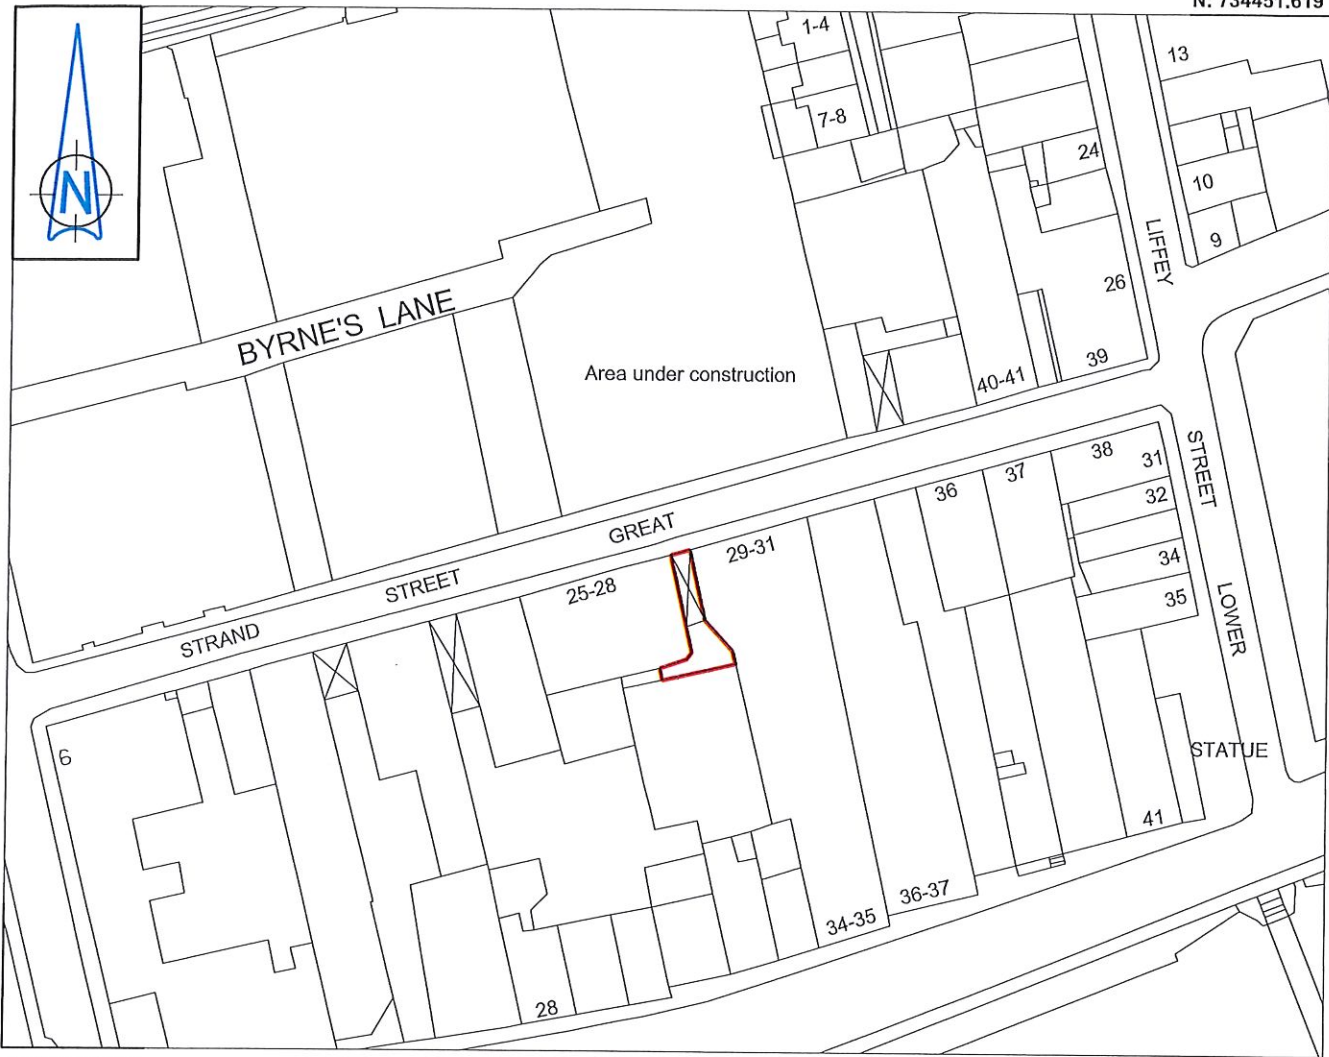 N: 734451.619
N
1-4
13
7-8
24
10
9
LIFFEY
26
BYRNE'S LANE
Area under construction
39
40-41
38
31
STREET
37
36
32
GREAT
29-31
34
STREET
25-28
35
LOWER
STRAND
6
STATUE
41
36-37
34-35
28